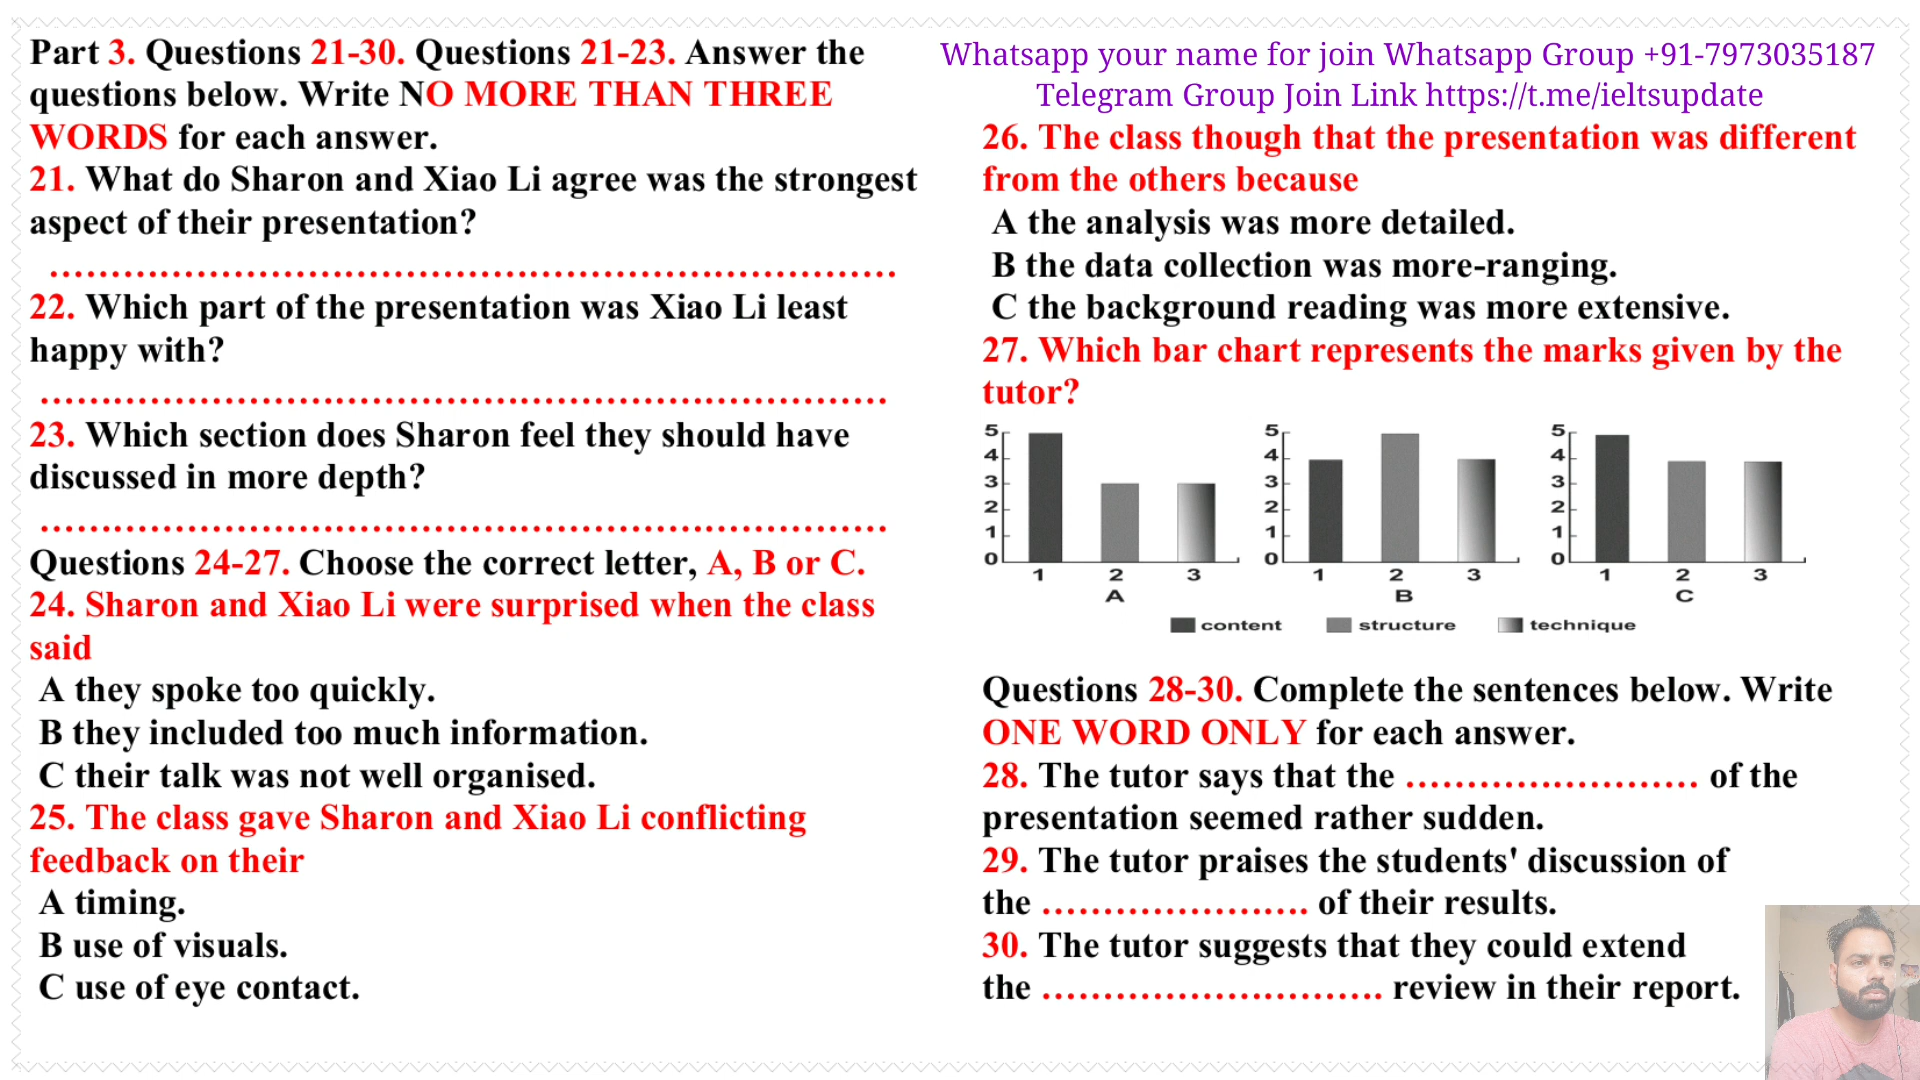 Part 3. Questions 21-30. Questions 21-23. Answer the
questions below. Write NO MORE THAN THREE
WORDS for each answer.
21. What do Sharon and Xiao Li agree was the strongest
aspect of their presentation?
.....................................................................
22. Which part of the presentation was Xiao Li least
happy with?
.....................................................................
23. Which section does Sharon feel they should have
discussed in more depth?
.....................................................................
Questions 24-27. Choose the correct letter, A, B or C.
24. Sharon and Xiao Li were surprised when the class
said
A they spoke too quickly.
B they included too much information.
C their talk was not well organised.
25. The class gave Sharon and Xiao Li conflicting
feedback on their
A timing.
B use of visuals.
C use of eye contact.
Whatsapp your name for join Whatsapp Group +91-7973035187
Telegram Group Join Link https://t.me/ieltsupdate
26. The class though that the presentation was different
from the others because
A the analysis was more detailed.
B the data collection was more-ranging.
C the background reading was more extensive.
27. Which bar chart represents the marks given by the
tutor?
5 4 3 2 1 0
1 2 3
A
5 4 3 2 1 0
1 2 3
B
5 4 3 2 1 0
1 2 3
C
content structure technique
Questions 28-30. Complete the sentences below. Write
ONE WORD ONLY for each answer.
28. The tutor says that the ........................ of the
presentation seemed rather sudden.
29. The tutor praises the students' discussion of
the ...................... of their results.
30. The tutor suggests that they could extend
the ............................ review in their report.